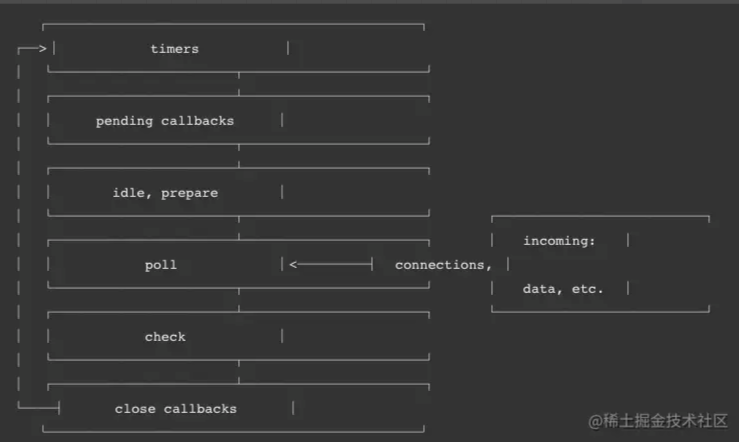 timers
pending callbacks
idle, prepare
incoming:
poll
connections,
data, etc.
check
close callbacks
@稀土掘金技术社区